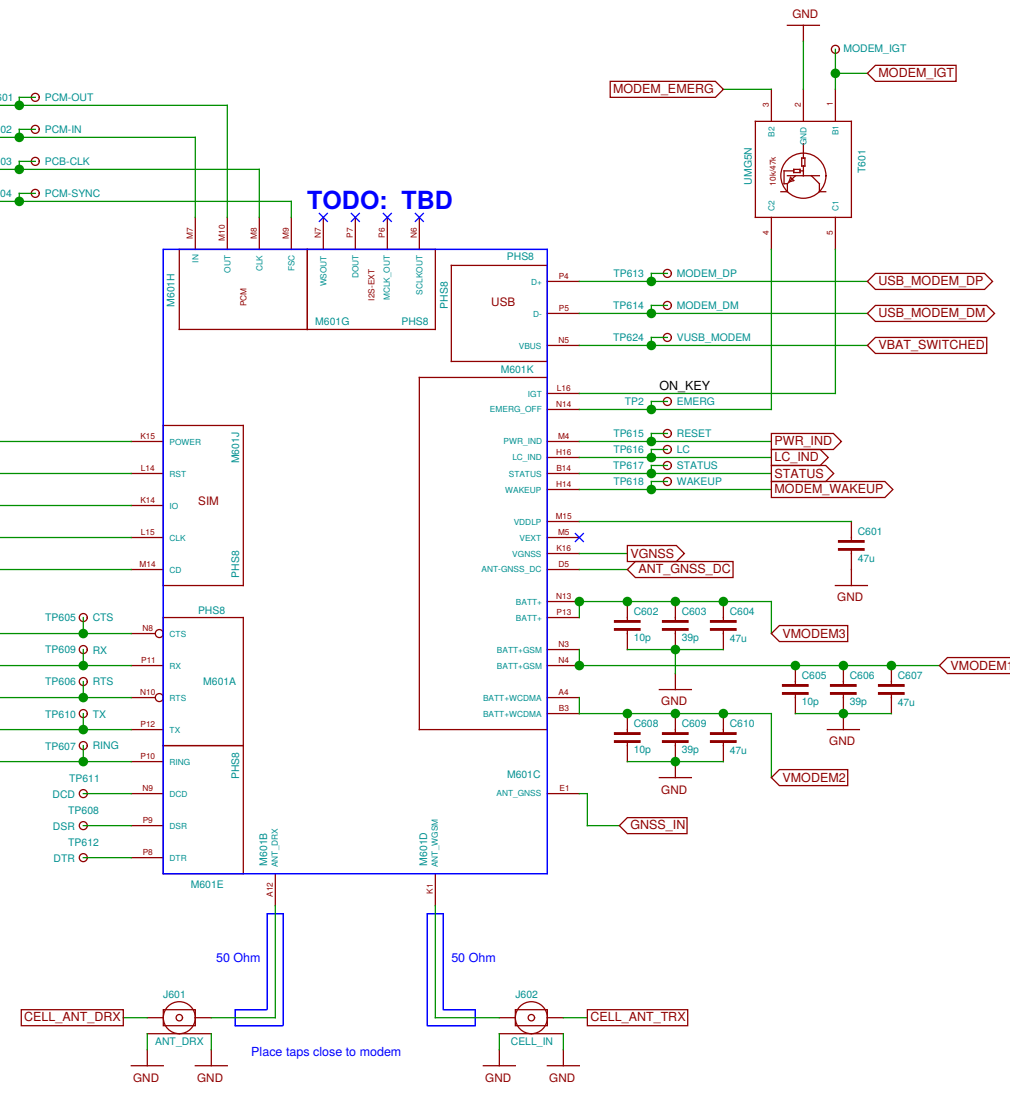 GND
MODEM_IGT
MODEM_IGT
MODEM_EMERG
3
2
1
B2
GND
B1
UMG5N
10k/47k
T601
C2
C1
4
5
601
PCM-OUT
02
PCM-IN
03
PCB-CLK
04
PCM-SYNC
TODO: TBD
M7
M10
M8
M9
N7
P7
P6
N6
IN
OUT
CLK
FSC
WSOUT
DOUT
MCLK_OUT
SCLKOUT
M601H
PCM
I2S-EXT
M601G
PHS8
PHS8
PHS8
USB
D+
P4
TP613
MODEM_DP
USB_MODEM_DP
D-
P5
TP614
MODEM_DM
USB_MODEM_DM
VBUS
N5
TP624
VUSB_MODEM
VBAT_SWITCHED
M601K
IGT
L16
ON_KEY
EMERG_OFF
N14
TP2
EMERG
PWR_IND
M4
TP615
RESET
PWR_IND
LC_IND
H16
TP616
LC
LC_IND
STATUS
B14
TP617
STATUS
STATUS
WAKEUP
H14
TP618
WAKEUP
MODEM_WAKEUP
VDDLP
M15
C601
47u
GND
VEXT
M5
VGNSS
K16
VGNSS
ANT-GNSS_DC
D5
ANT_GNSS_DC
BATT+
N13
BATT+
P13
C602
10p
C603
39p
C604
47u
VMODEM3
GND
BATT+GSM
N3
BATT+GSM
N4
VMODEM1
C605
10p
C606
39p
C607
47u
GND
BATT+WCDMA
A4
BATT+WCDMA
B3
C608
10p
C609
39p
C610
47u
GND
VMODEM2
M601C
ANT_GNSS
E1
GNSS_IN
K15
POWER
M601J
L14
RST
SIM
K14
IO
L15
CLK
PHS8
M14
CD
PHS8
TP605
CTS
N8
CTS
TP609
RX
P11
RX
M601A
TP606
RTS
N10
RTS
TP610
TX
P12
TX
TP607
RING
P10
RING
PHS8
TP611
DCD
N9
DCD
TP608
DSR
P9
DSR
TP612
DTR
P8
DTR
M601E
M601B
ANT_DRX
A12
M601D
ANT_WGSM
K1
50 Ohm
50 Ohm
J601
CELL_ANT_DRX
ANT_DRX
GND
GND
Place taps close to modem
J602
CELL_ANT_TRX
CELL_IN
GND
GND